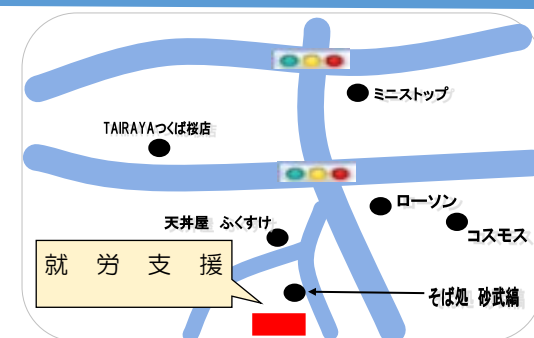 ミニストップ
TAIRAYAつくば桜店
ローソン
天丼屋 ふくすけ
コスモス
就 労 支 援
そば処 砂武縞